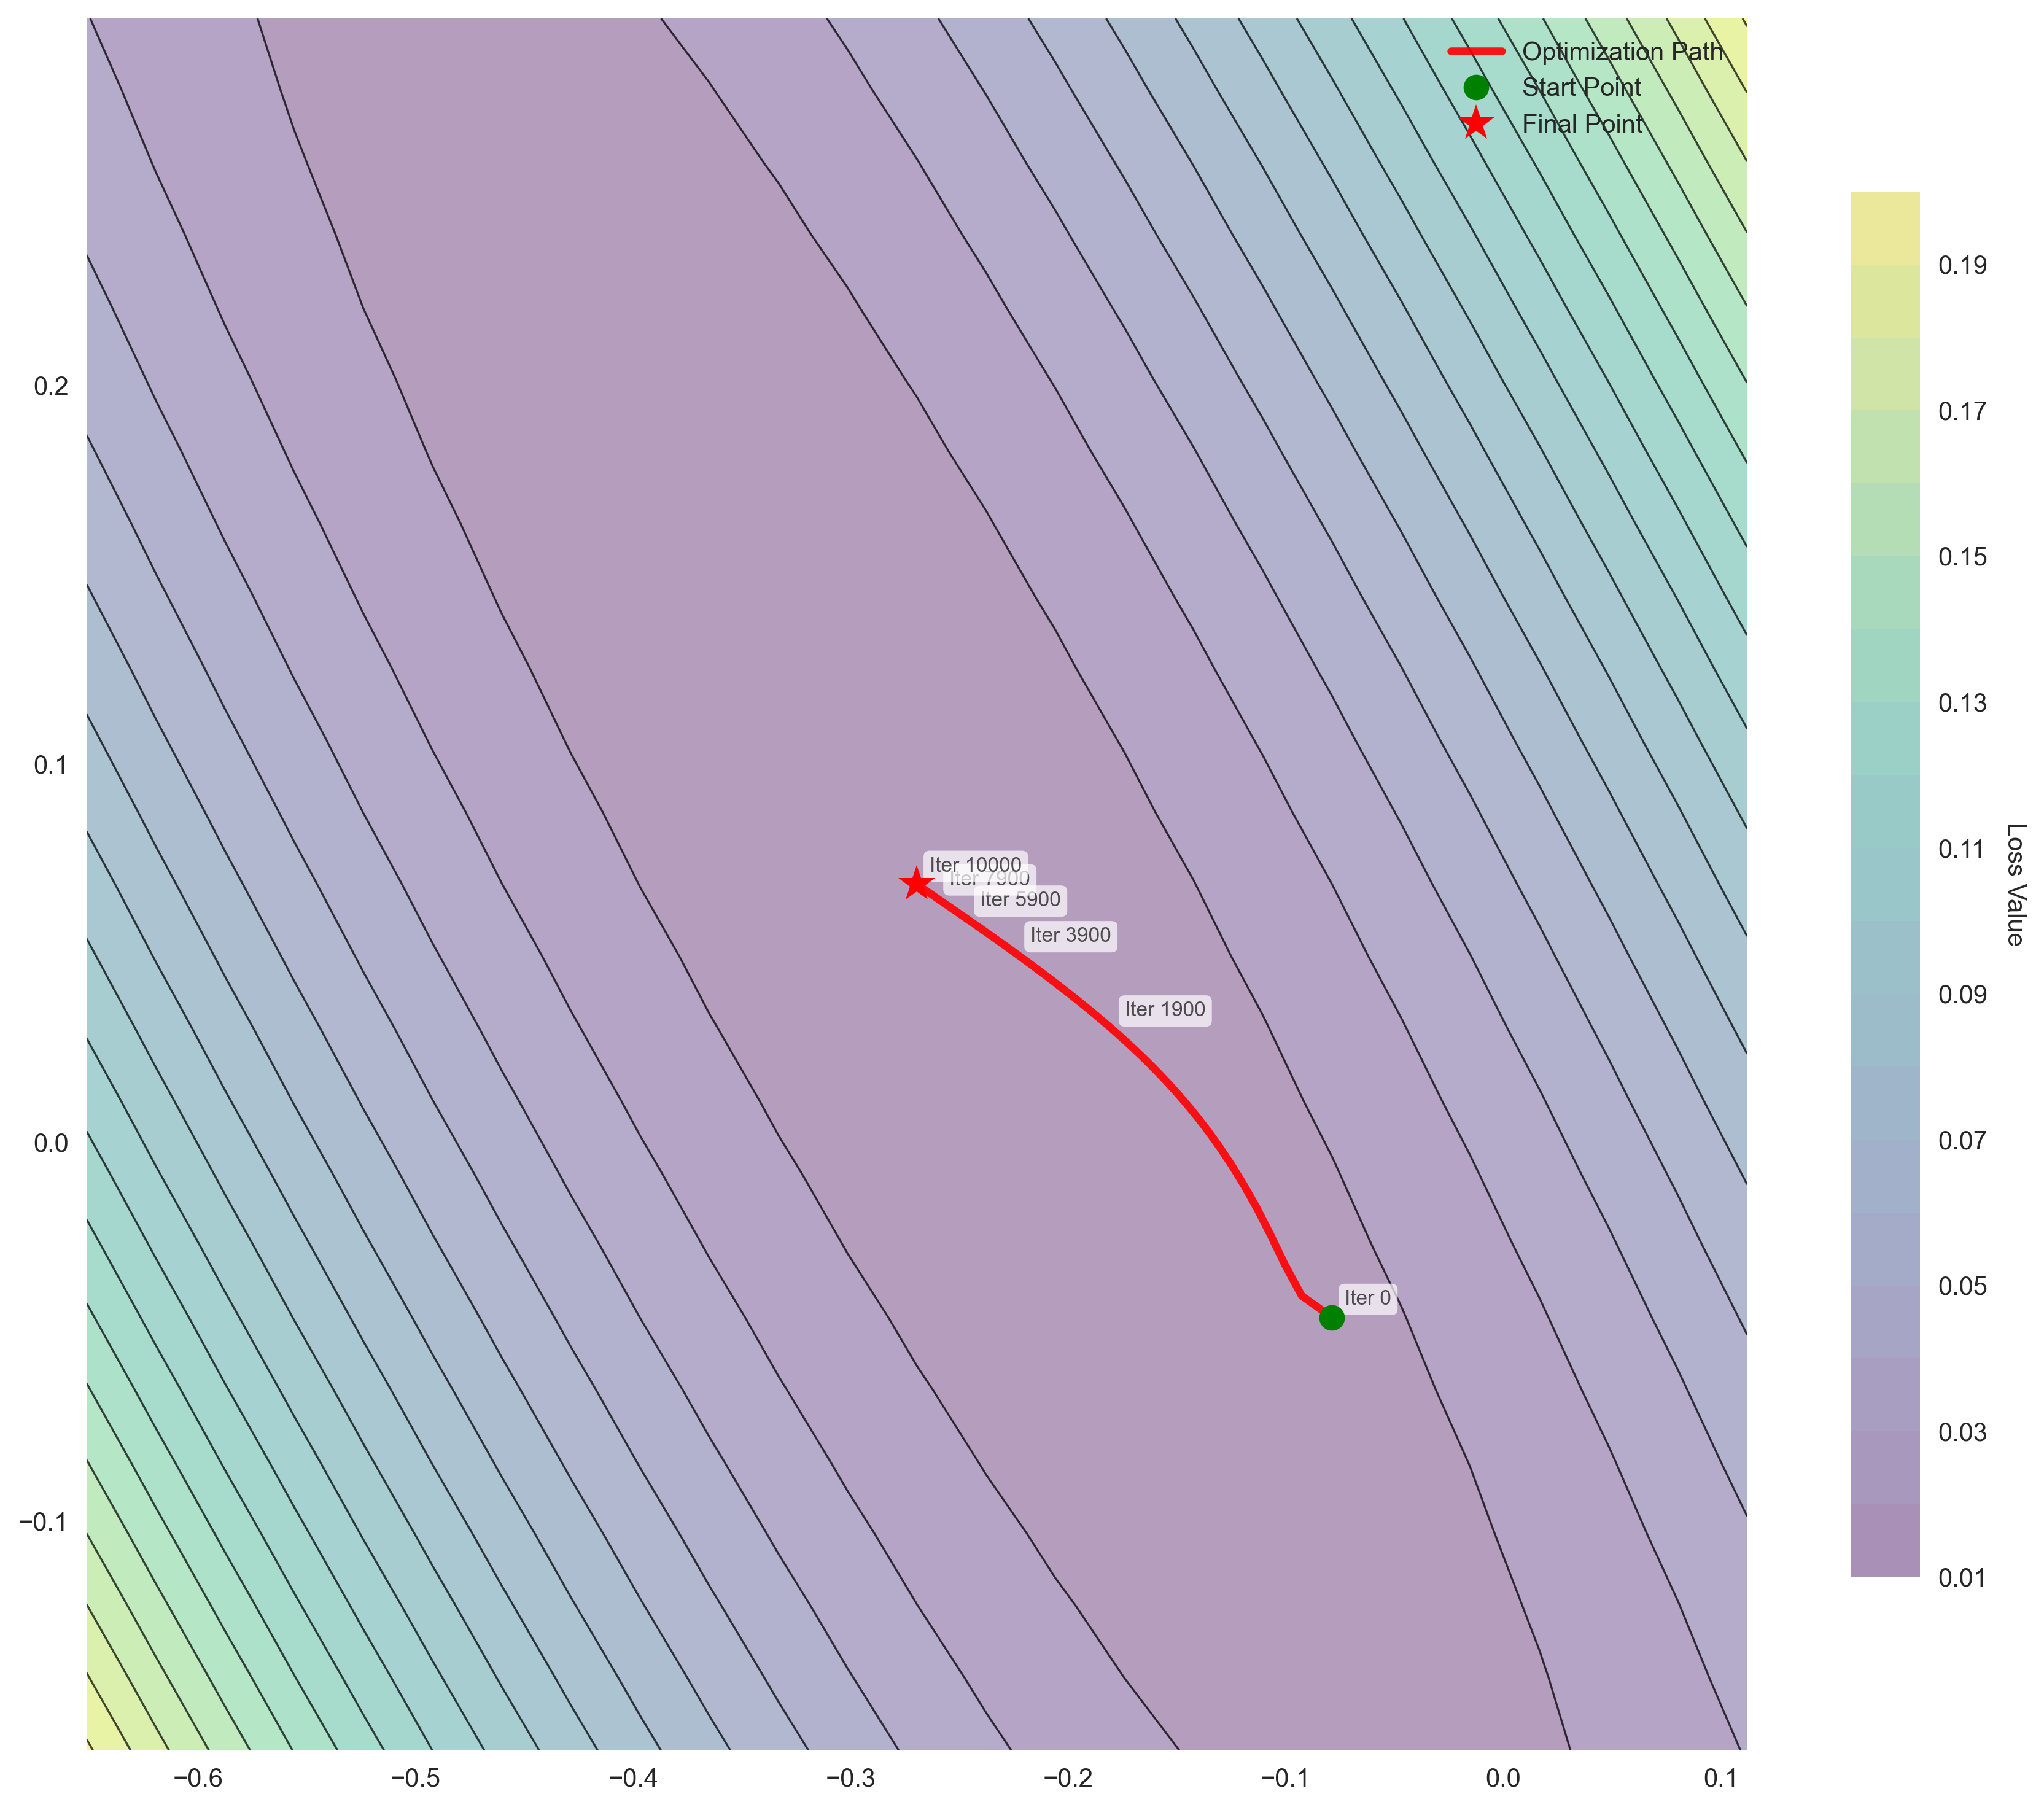 Optimization Path
Start Point
Final Point
0.2
0.1
0.0
−0.1
Iter 10000
Iter 7900
Iter 5900
Iter 3900
Iter 1900
Iter 0
−0.6
−0.5
−0.4
−0.3
−0.2
−0.1
0.0
0.1
0.19
0.17
0.15
0.13
0.11
0.09
0.07
0.05
0.03
0.01
Loss Value